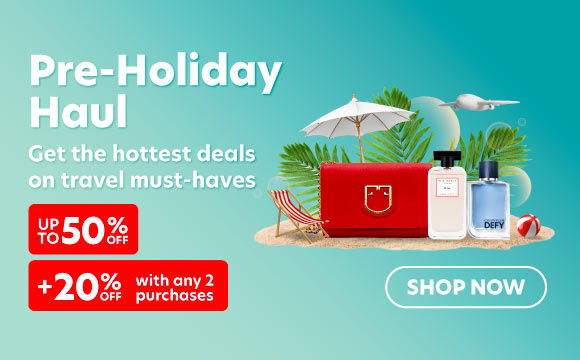 Pre-Holiday
Haul
Get the hottest deals
on travel must-haves
UP TO 50% OFF
+20% OFF with any 2 purchases
SHOP NOW
DEFY